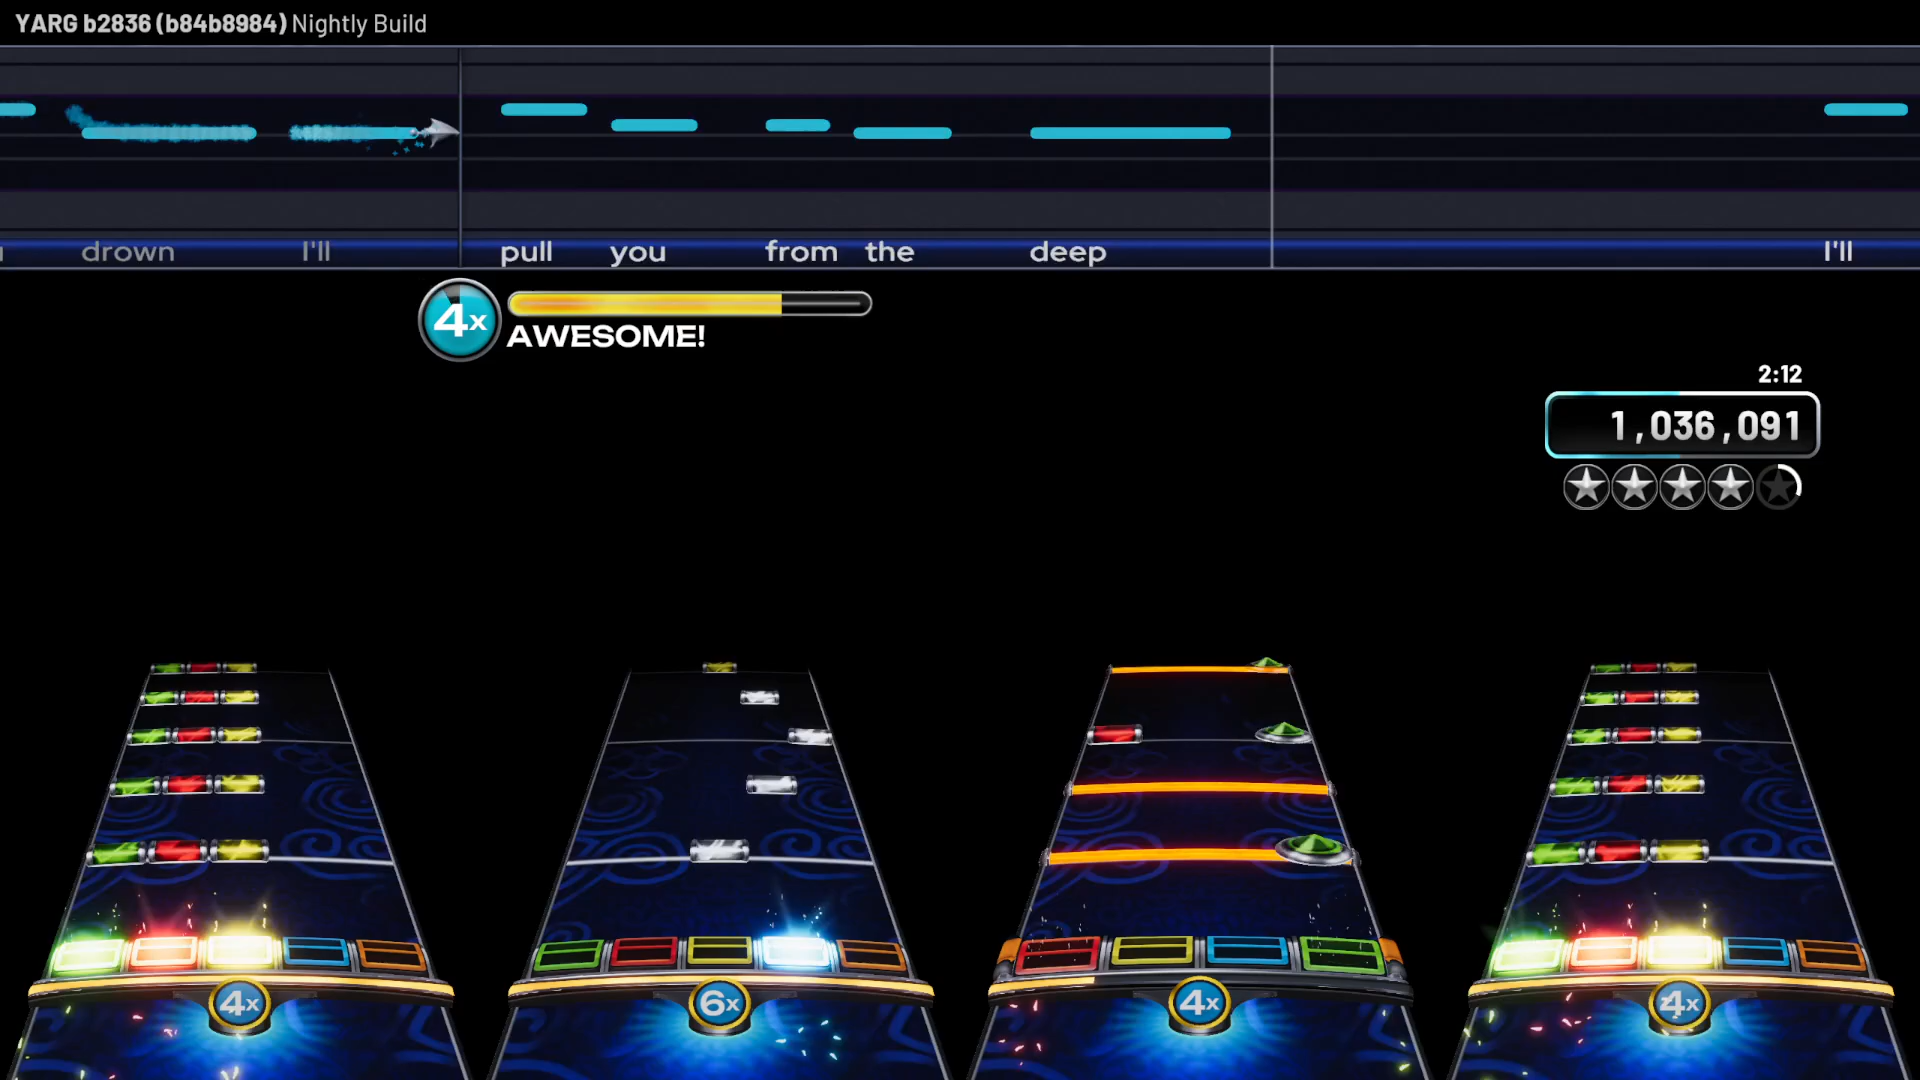 YARG b2836 (b84b8984) Nightly Build
drown I'll pull you from the deep I'll
4x
AWESOME!
2:12
1,036,091
4x 6x 4x 4x